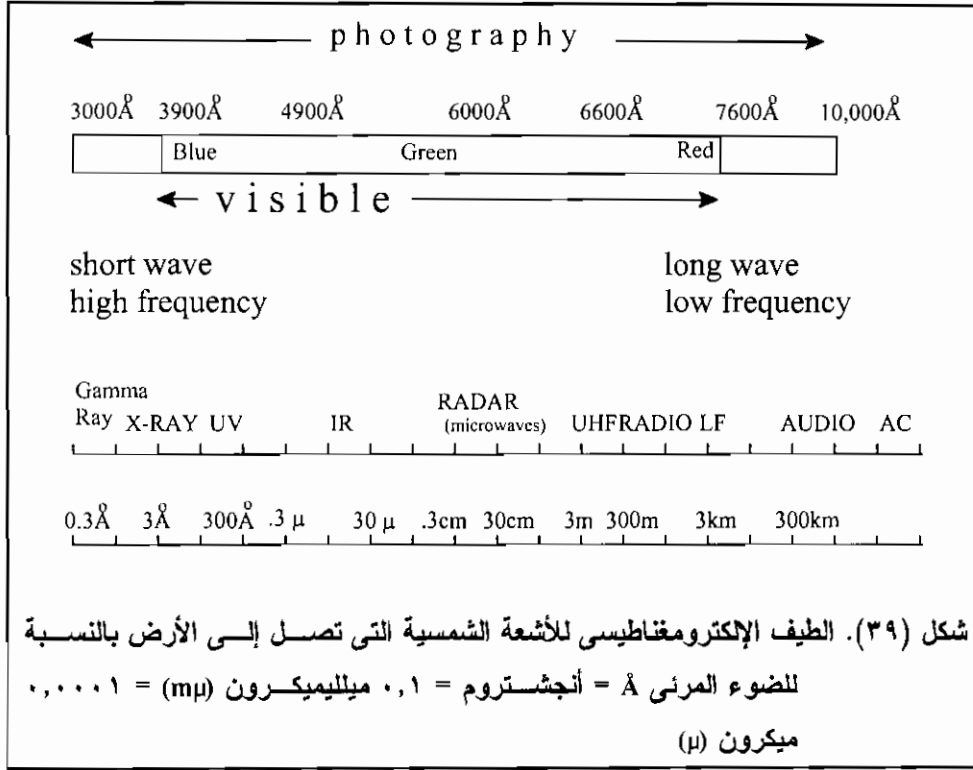 photography
3000Å 3900Å 4900Å 6000Å 6600Å 7600Å 10,000Å
Blue Green Red
visible
short wave long wave
high frequency low frequency
Gamma
Ray X-RAY UV IR RADAR (microwaves) UHFRADIO LF AUDIO AC
0.3Å 3Å 300Å .3 µ 30 µ .3cm 30cm 3m 300m 3km 300km
شكل (٣٩). الطيف الإلكترومغناطيسى للأشعة الشمسية التى تصل إلى الأرض بالنسبة
للضوء المرئى Å = أنجشتروم = ٠,١ ميلليميكرون (mµ) = ٠,٠٠٠١
ميكرون (µ)